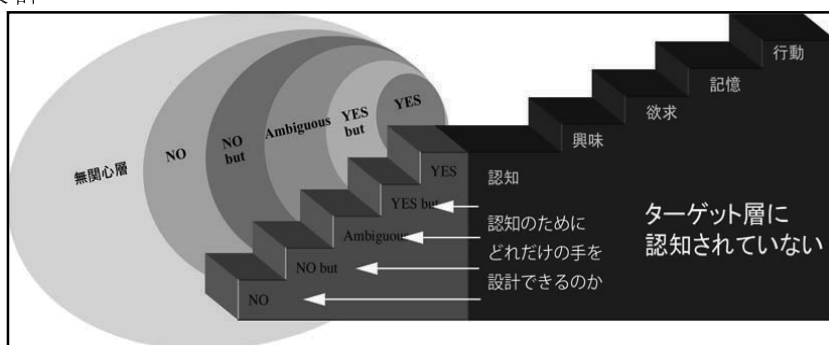 無関心層
NO
NO
but
Ambiguous
YES
but
YES
NO
NO but
Ambiguous
YES but
YES
認知
興味
欲求
記憶
行動
認知のために
どれだけの手を
設計できるのか
ターゲット層に
認知されていない